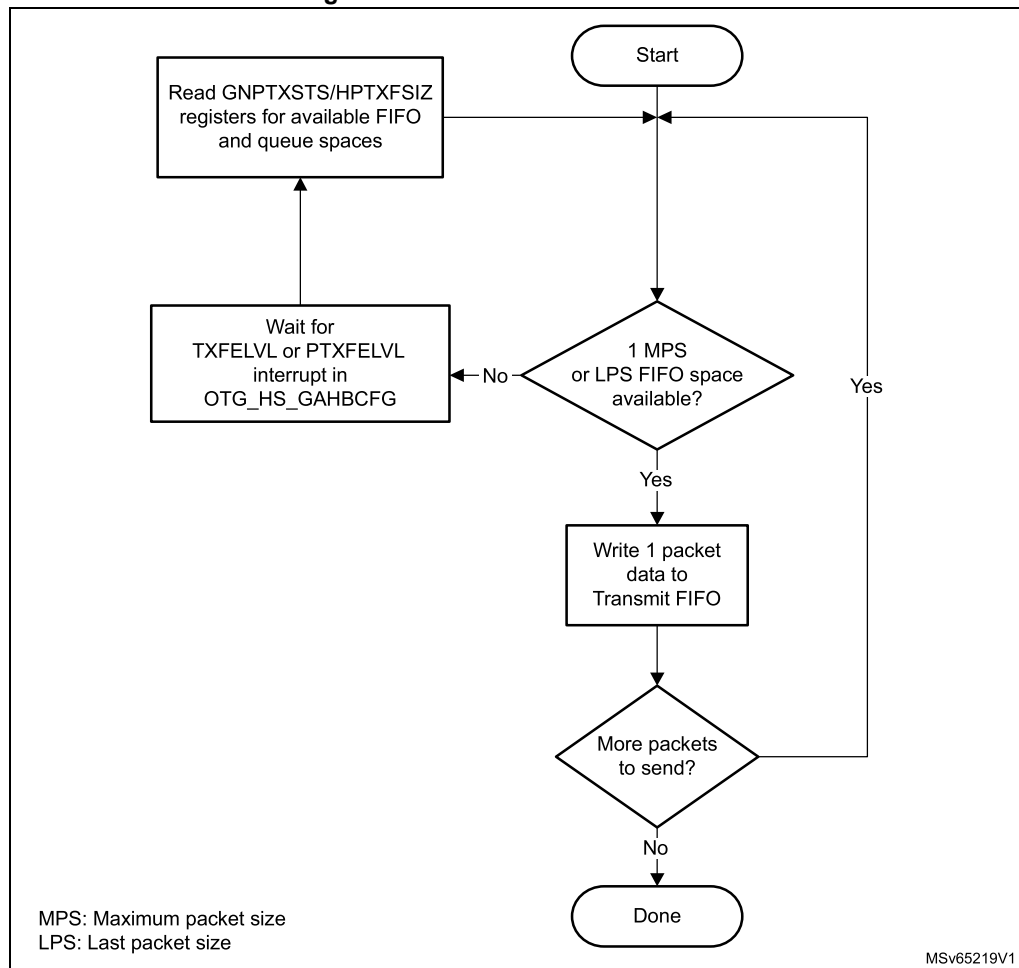 Start
Read GNPTXSTS/HPTXFSIZ
registers for available FIFO
and queue spaces
Wait for
TXFELVL or PTXFELVL
interrupt in
OTG_HS_GAHBCFG
No
1 MPS
or LPS FIFO space
available?
Yes
Yes
Write 1 packet
data to
Transmit FIFO
More packets
to send?
No
Done
MPS: Maximum packet size
LPS: Last packet size
MSv65219V1